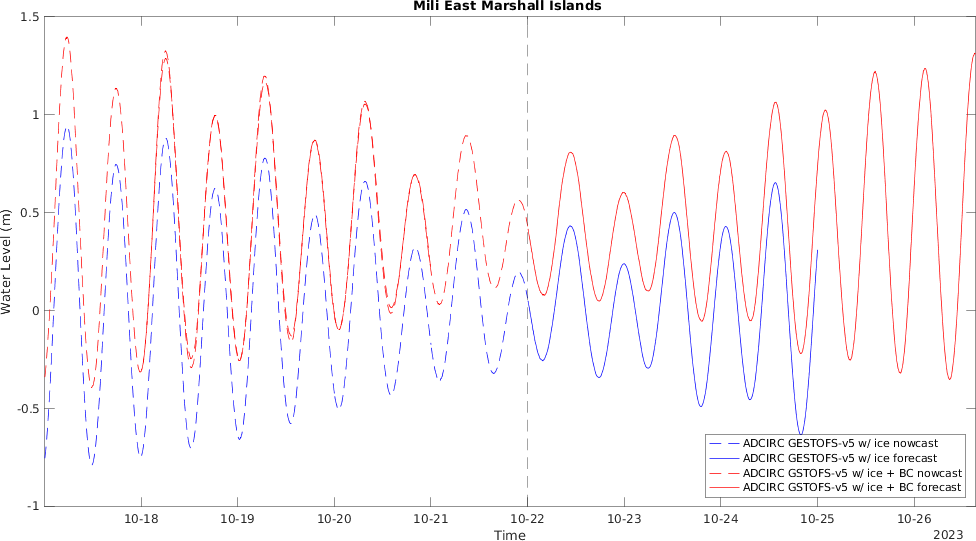 Mili East Marshall Islands
1.5
1
0.5
0
-0.5
-1
Water Level (m)
ADCIRC GESTOFS-v5 w/ ice nowcast
ADCIRC GESTOFS-v5 w/ ice forecast
ADCIRC GSTOFS-v5 w/ ice + BC nowcast
ADCIRC GSTOFS-v5 w/ ice + BC forecast
10-18 10-19 10-20 10-21 10-22 10-23 10-24 10-25 10-26
Time
2023